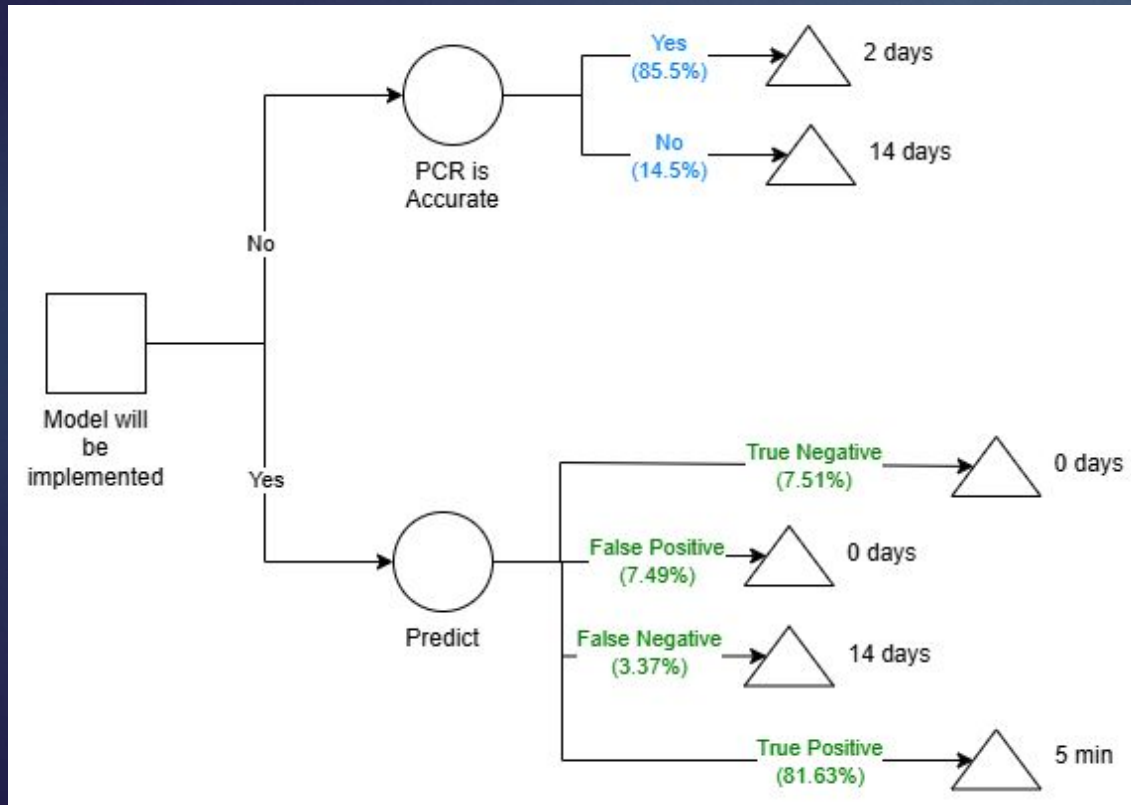 Yes
(85.5%)
2 days
No
(14.5%)
14 days
PCR is
Accurate
No
Model will
be
implemented
Yes
True Negative
(7.51%)
0 days
False Positive
(7.49%)
0 days
Predict
False Negative
(3.37%)
14 days
True Positive
(81.63%)
5 min